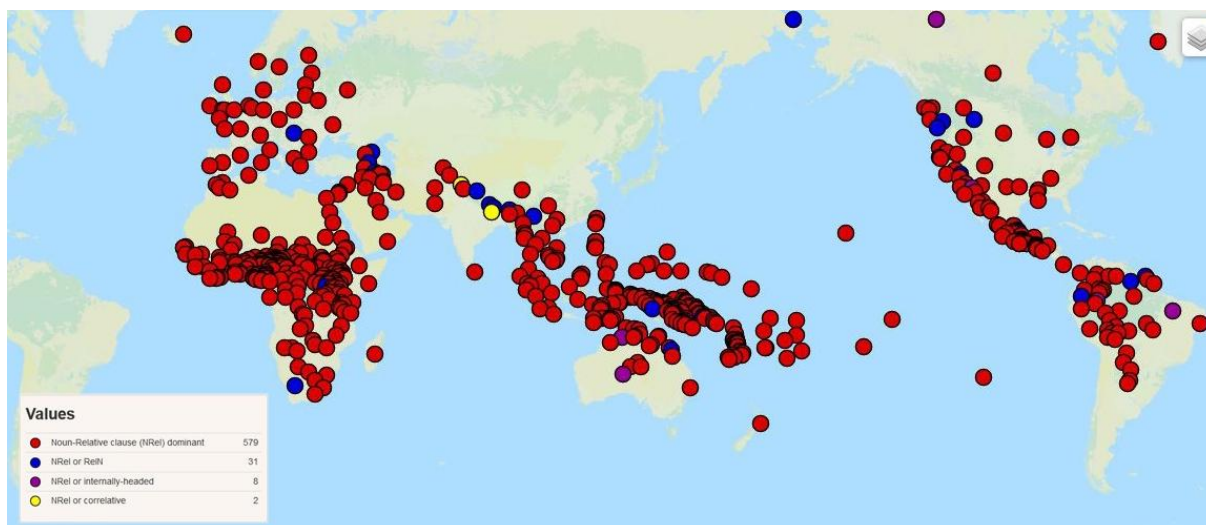 Values
Noun-Relative clause (NRel) dominant 579
NRel or RelN 31
NRel or internally-headed 8
NRel or correlative 2